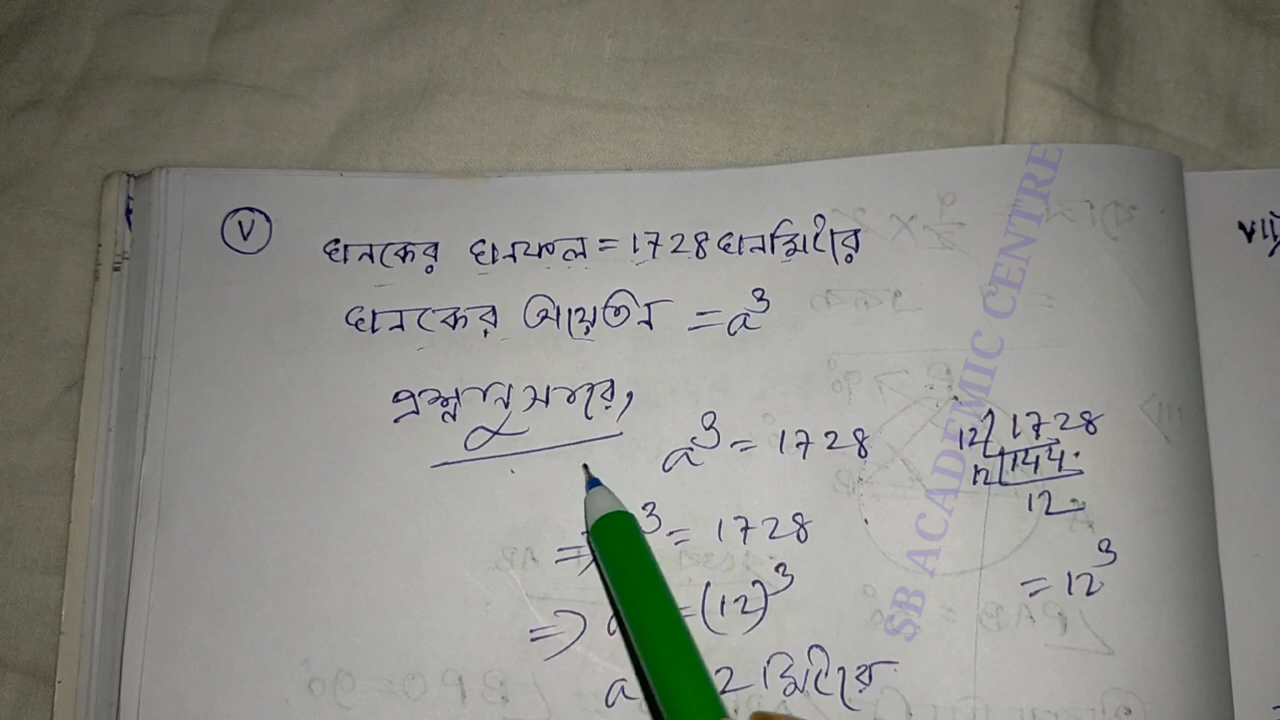 V
ঘনকের ঘনফল = 1728 ঘনমিটার
ঘনকের আয়তন = a³
প্রশ্নানুসারে,
a³ = 1728
12 1728
12 144
12
= 12³
³ = 1728
⇒ = (12)³
a 2 মিটার
SB ACADEMIC CENTRE